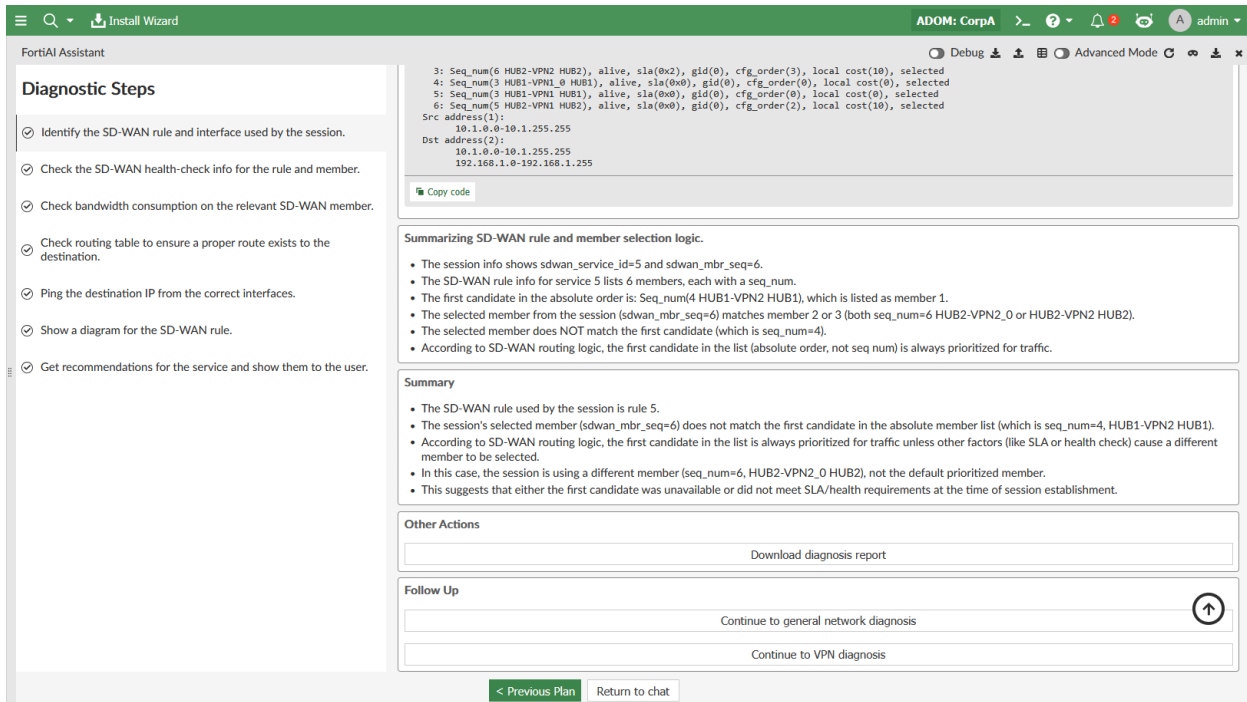 Install Wizard
ADOM: CorpA
2
A
admin
FortiAI Assistant
Debug
Advanced Mode
Diagnostic Steps
Identify the SD-WAN rule and interface used by the session.
Check the SD-WAN health-check info for the rule and member.
Check bandwidth consumption on the relevant SD-WAN member.
Check routing table to ensure a proper route exists to the
destination.
Ping the destination IP from the correct interfaces.
Show a diagram for the SD-WAN rule.
Get recommendations for the service and show them to the user.
3: Seq_num(6 HUB2-VPN2 HUB2), alive, sla(0x2), gid(0), cfg_order(3), local cost(10), selected
4: Seq_num(3 HUB1-VPN1_0 HUB1), alive, sla(0x0), gid(0), cfg_order(0), local cost(0), selected
5: Seq_num(3 HUB1-VPN1 HUB1), alive, sla(0x0), gid(0), cfg_order(0), local cost(0), selected
6: Seq_num(5 HUB2-VPN1 HUB2), alive, sla(0x0), gid(0), cfg_order(2), local cost(10), selected
Src address(1):
10.1.0.0-10.1.255.255
Dst address(2):
10.1.0.0-10.1.255.255
192.168.1.0-192.168.1.255
Copy code
Summarizing SD-WAN rule and member selection logic.
• The session info shows sdwan_service_id=5 and sdwan_mbr_seq=6.
• The SD-WAN rule info for service 5 lists 6 members, each with a seq_num.
• The first candidate in the absolute order is: Seq_num(4 HUB1-VPN2 HUB1), which is listed as member 1.
• The selected member from the session (sdwan_mbr_seq=6) matches member 2 or 3 (both seq_num=6 HUB2-VPN2_0 or HUB2-VPN2 HUB2).
• The selected member does NOT match the first candidate (which is seq_num=4).
• According to SD-WAN routing logic, the first candidate in the list (absolute order, not seq num) is always prioritized for traffic.
Summary
• The SD-WAN rule used by the session is rule 5.
• The session's selected member (sdwan_mbr_seq=6) does not match the first candidate in the absolute member list (which is seq_num=4, HUB1-VPN2 HUB1).
• According to SD-WAN routing logic, the first candidate in the list is always prioritized for traffic unless other factors (like SLA or health check) cause a different
member to be selected.
• In this case, the session is using a different member (seq_num=6, HUB2-VPN2_0 HUB2), not the default prioritized member.
• This suggests that either the first candidate was unavailable or did not meet SLA/health requirements at the time of session establishment.
Other Actions
Download diagnosis report
Follow Up
Continue to general network diagnosis
Continue to VPN diagnosis
< Previous Plan
Return to chat